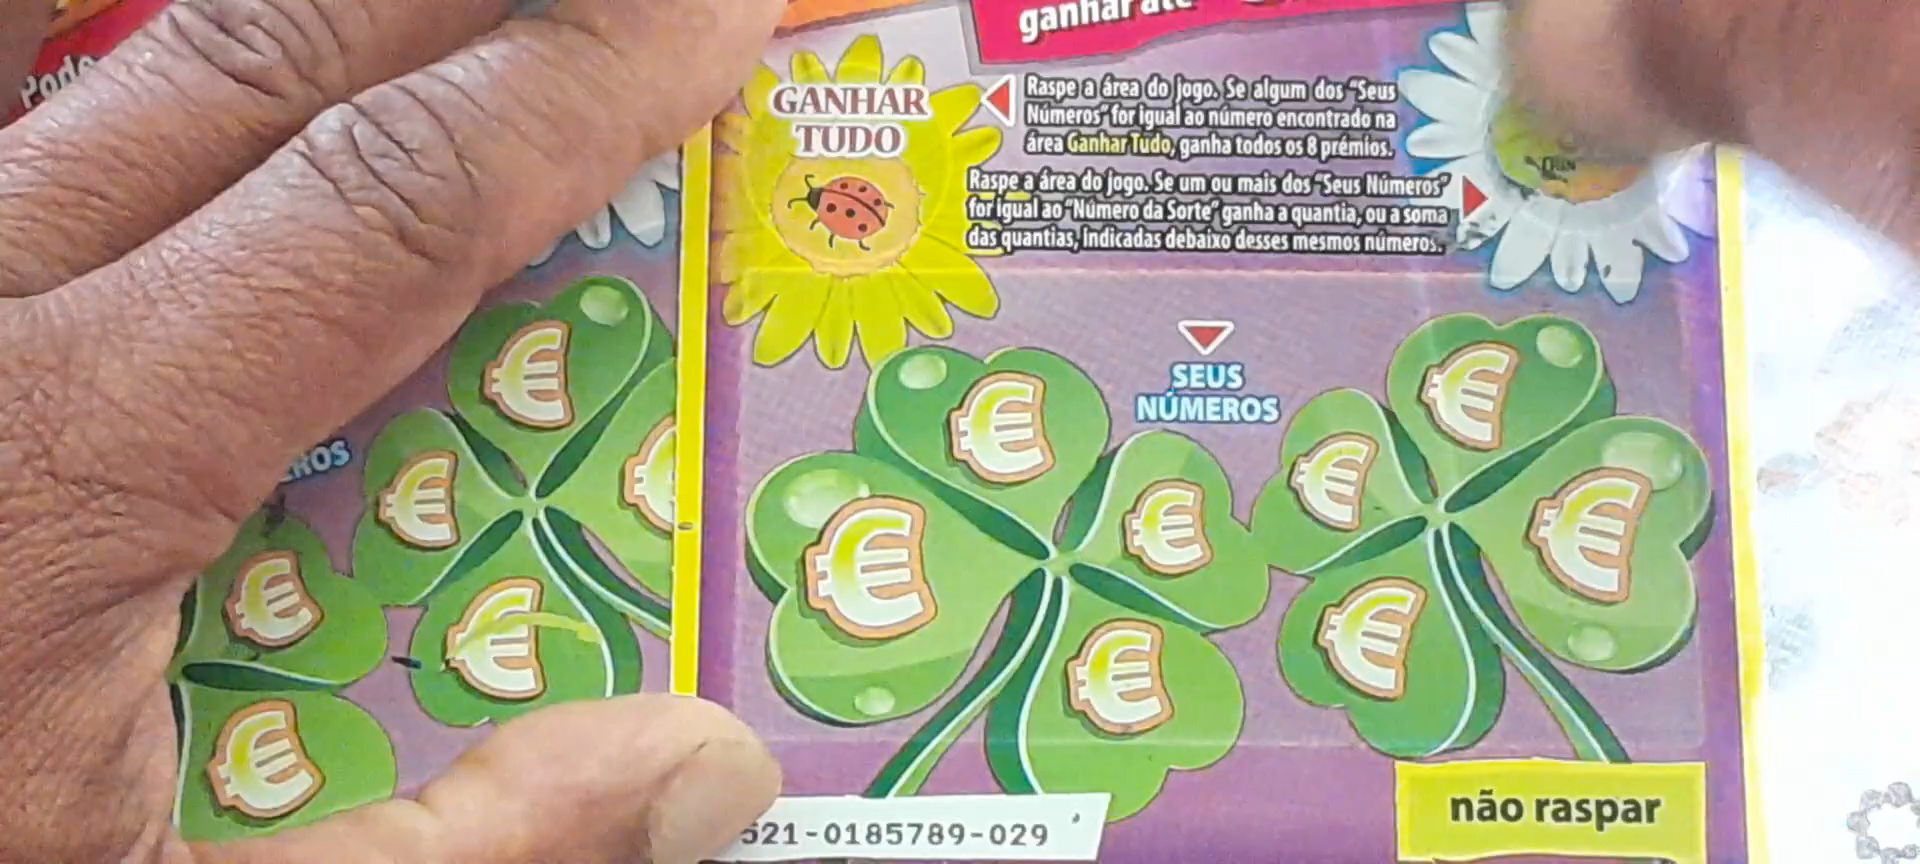 ganhar até
GANHAR
TUDO
Raspe a área do jogo. Se algum dos "Seus
Números" for igual ao número encontrado na
área Ganhar Tudo, ganha todos os 8 prémios.
Raspe a área do jogo. Se um ou mais dos "Seus Números"
for igual ao "Número da Sorte" ganha a quantia, ou a soma
das quantias, indicadas debaixo desses mesmos números.
SEUS
NÚMEROS
€ € € €
€ € € €
€ € € € € €
521-0185789-029
não raspar